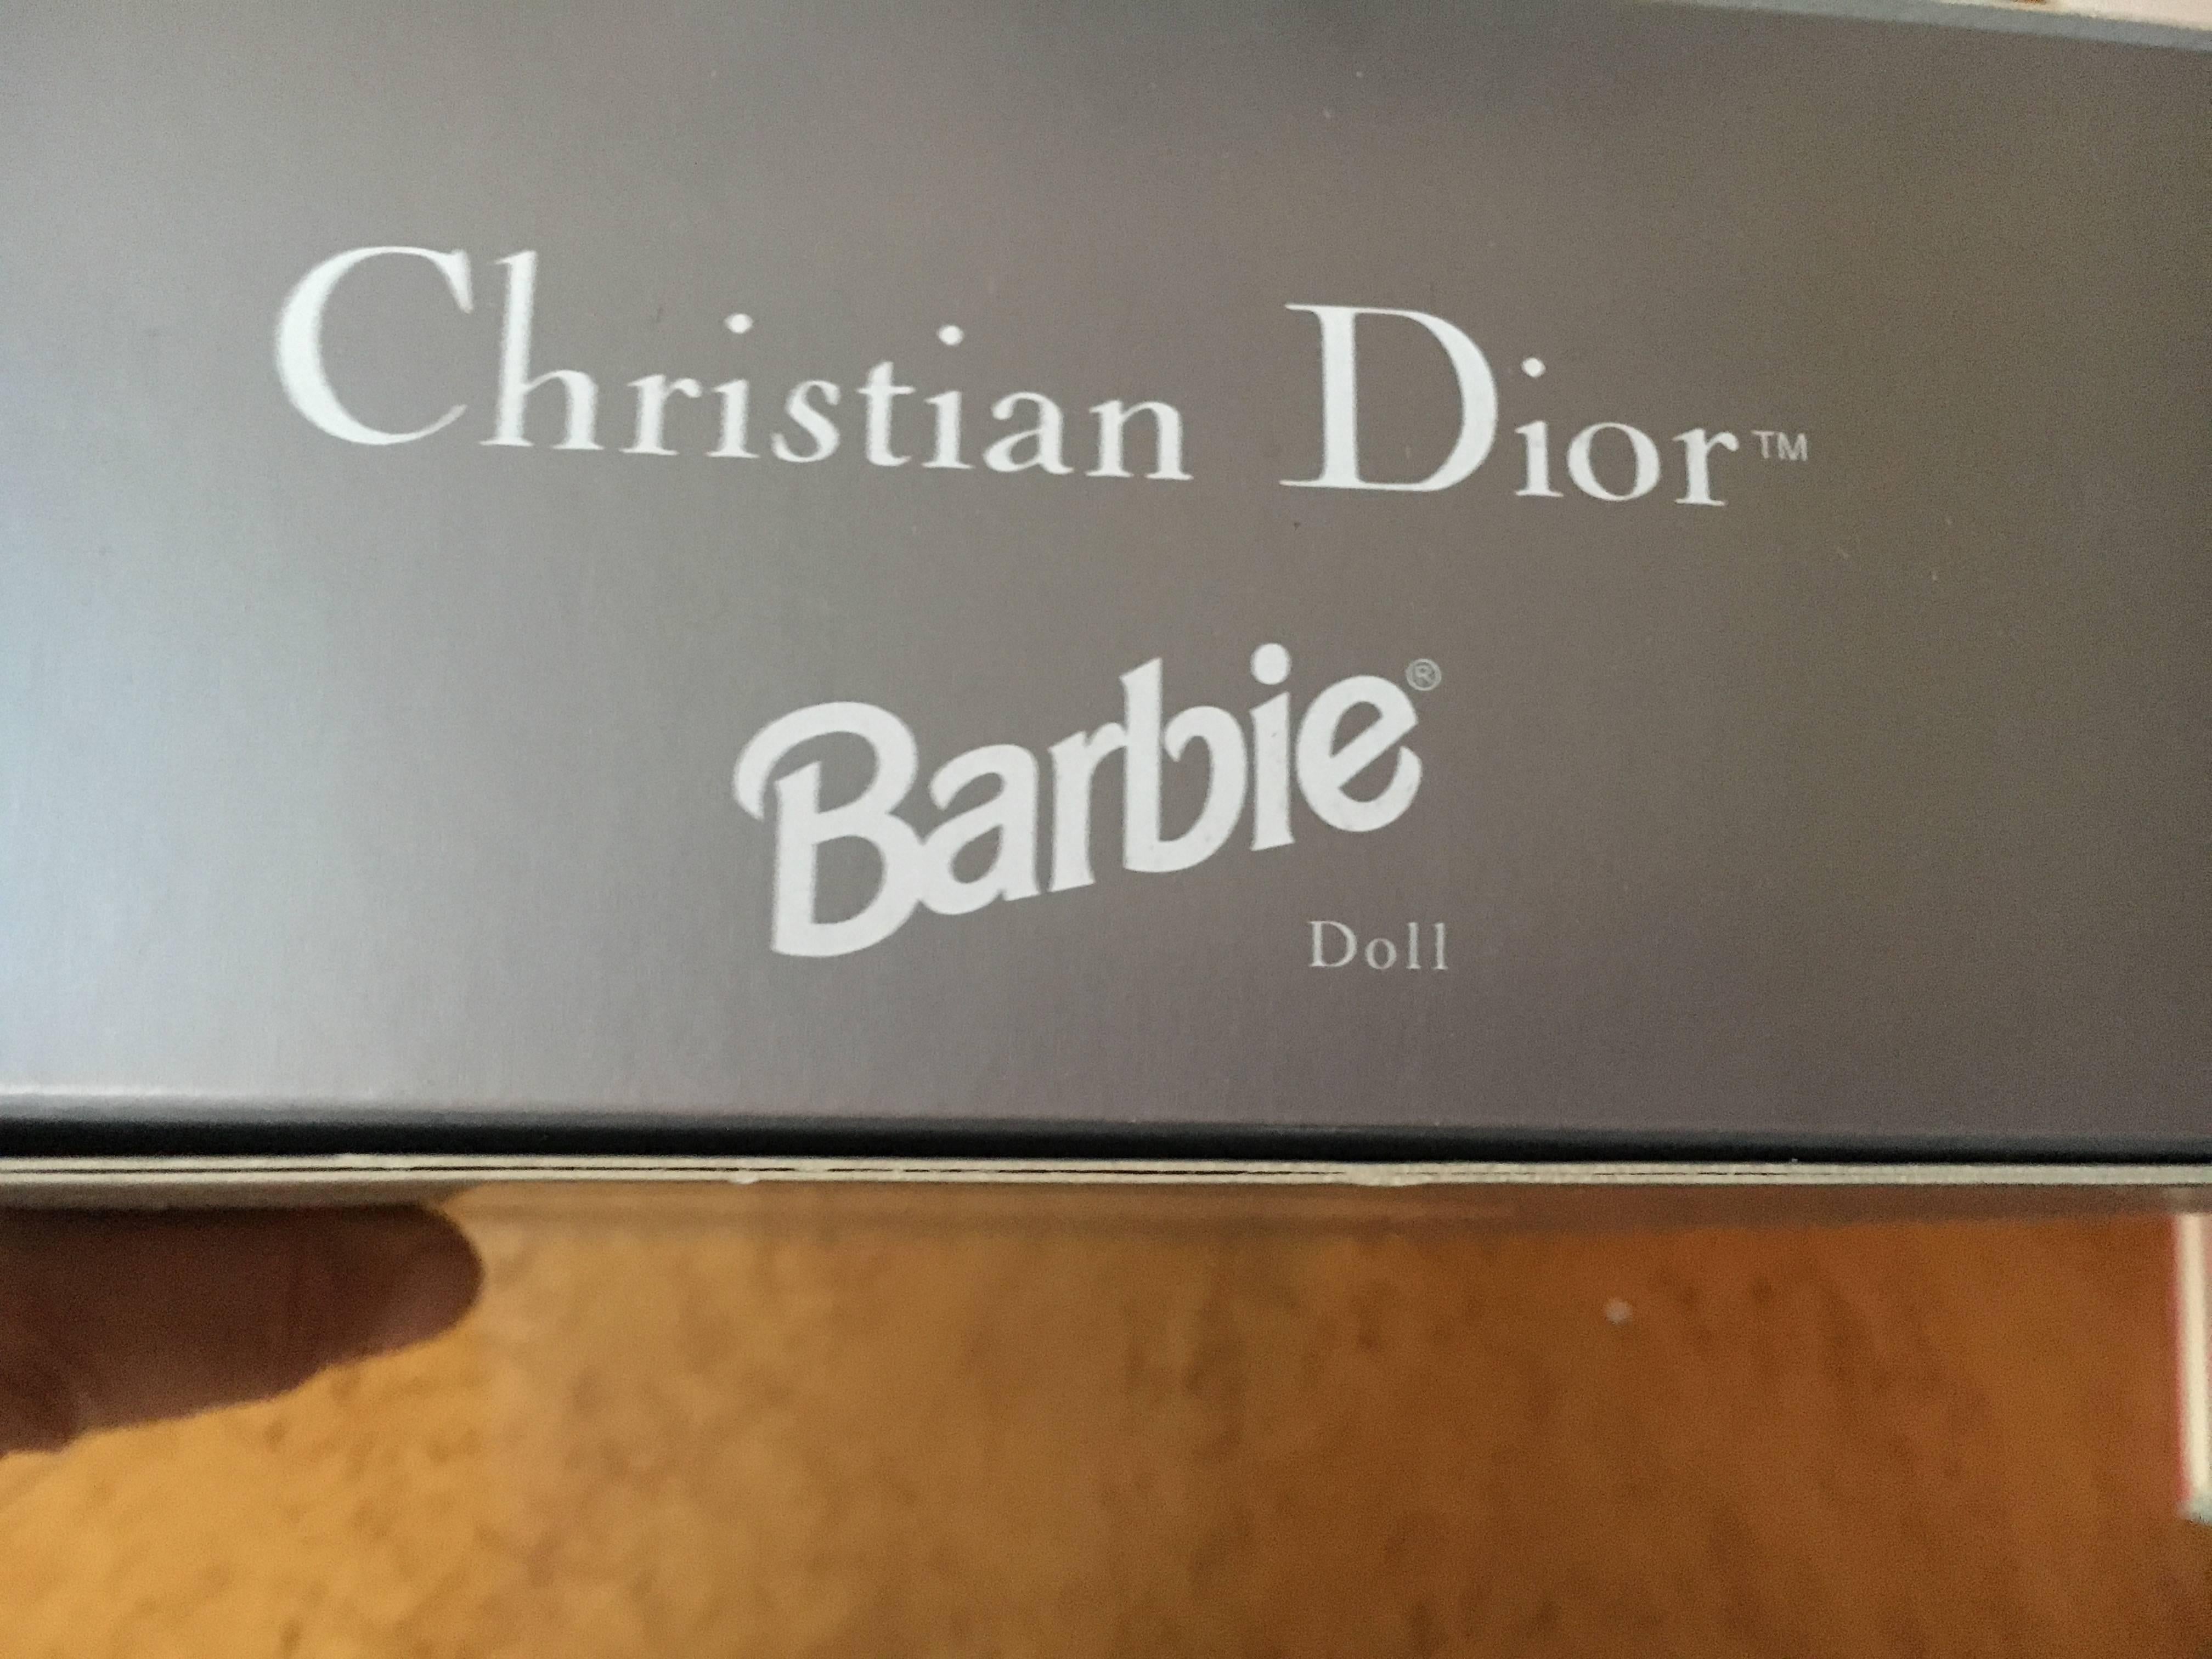 Christian Dior™
Barbie®
Doll